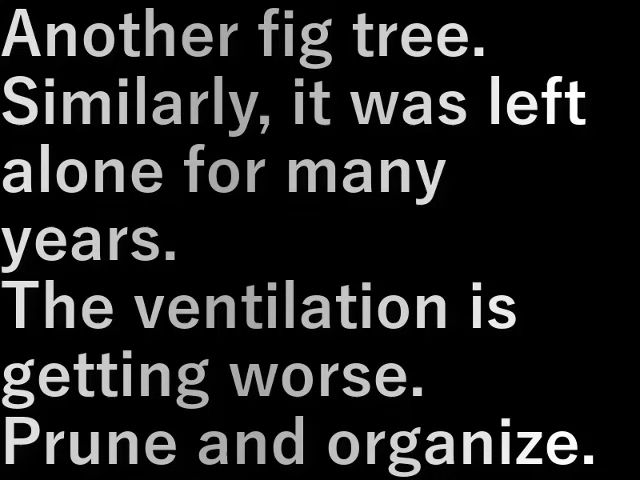 Another fig tree.
Similarly, it was left
alone for many
years.
The ventilation is
getting worse.
Prune and organize.